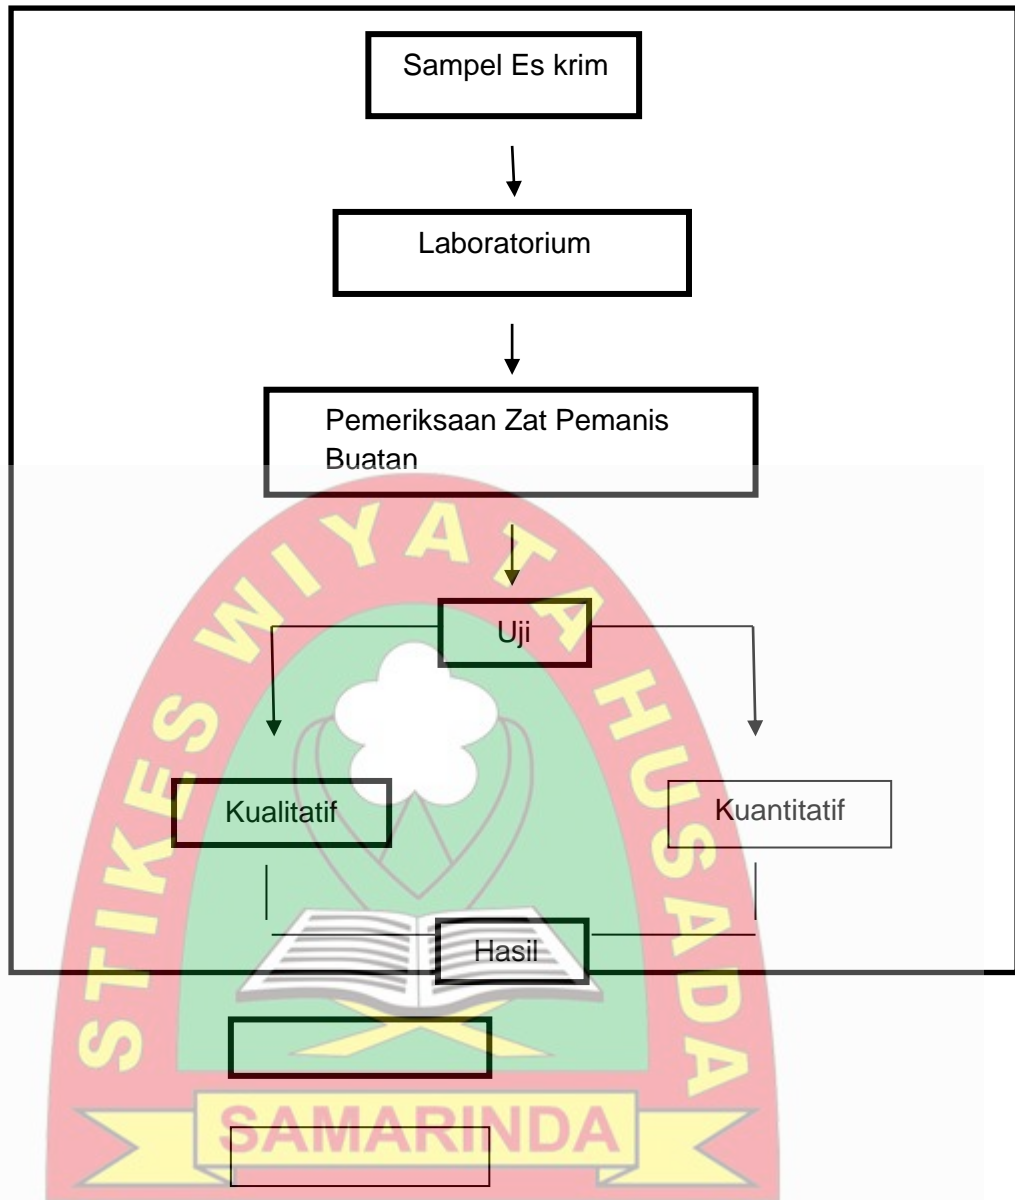 Sampel Es krim
Laboratorium
Pemeriksaan Zat Pemanis
Buatan
Uji
Kualitatif
Kuantitatif
Hasil
STIKES WIYATA HUSADA
SAMARINDA